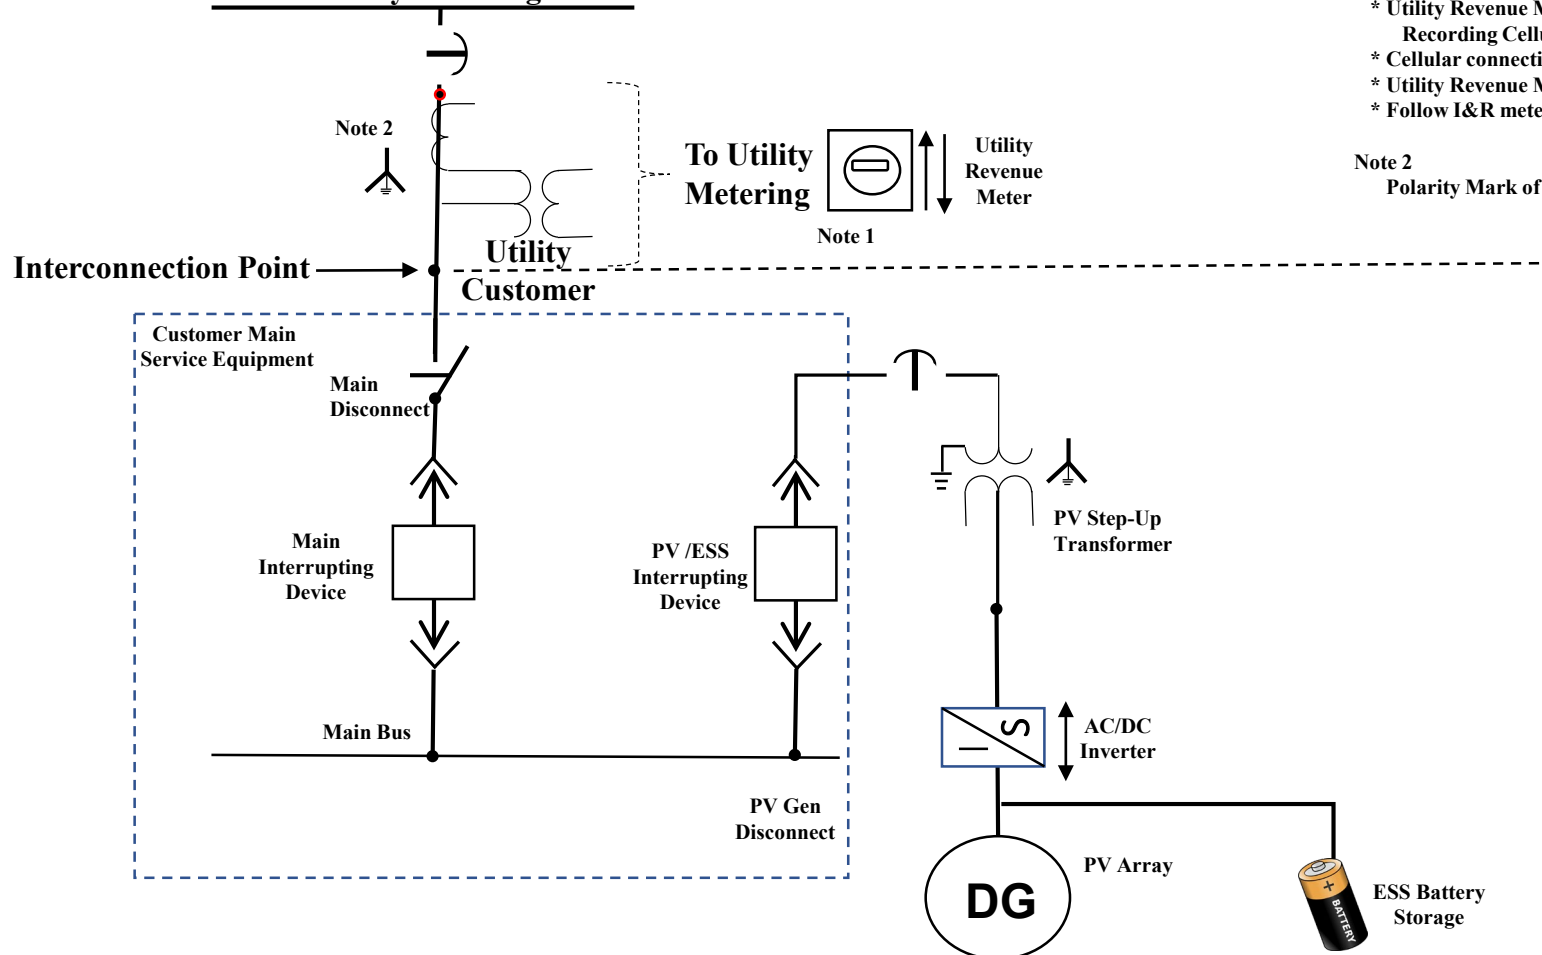 * Utility Revenue
Recording
* Cellular
* Utility Revenue
* Follow I&R
Note 2
To Utility
Metering
Utility
Revenue
Meter
Note 1
Note 2
Polarity Mark of
Utility
Interconnection Point
Customer
Customer Main
Service Equipment
Main
Disconnect
Main
Interrupting
Device
PV /ESS
Interrupting
Device
PV Step-Up
Transformer
Main Bus
AC/DC
Inverter
PV Gen
Disconnect
PV Array
DG
+
BATTERY
ESS Battery
Storage